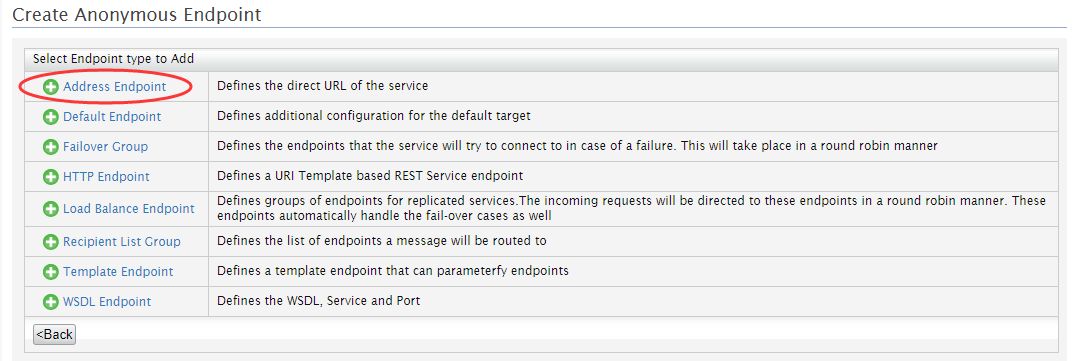 Create Anonymous Endpoint
Select Endpoint type to Add
Address Endpoint Defines the direct URL of the service
Default Endpoint Defines additional configuration for the default target
Failover Group Defines the endpoints that the service will try to connect to in case of a failure. This will take place in a round robin manner
HTTP Endpoint Defines a URI Template based REST Service endpoint
Load Balance Endpoint Defines groups of endpoints for replicated services.The incoming requests will be directed to these endpoints in a round robin manner. These
endpoints automatically handle the fail-over cases as well
Recipient List Group Defines the list of endpoints a message will be routed to
Template Endpoint Defines a template endpoint that can parameterfy endpoints
WSDL Endpoint Defines the WSDL, Service and Port
<Back